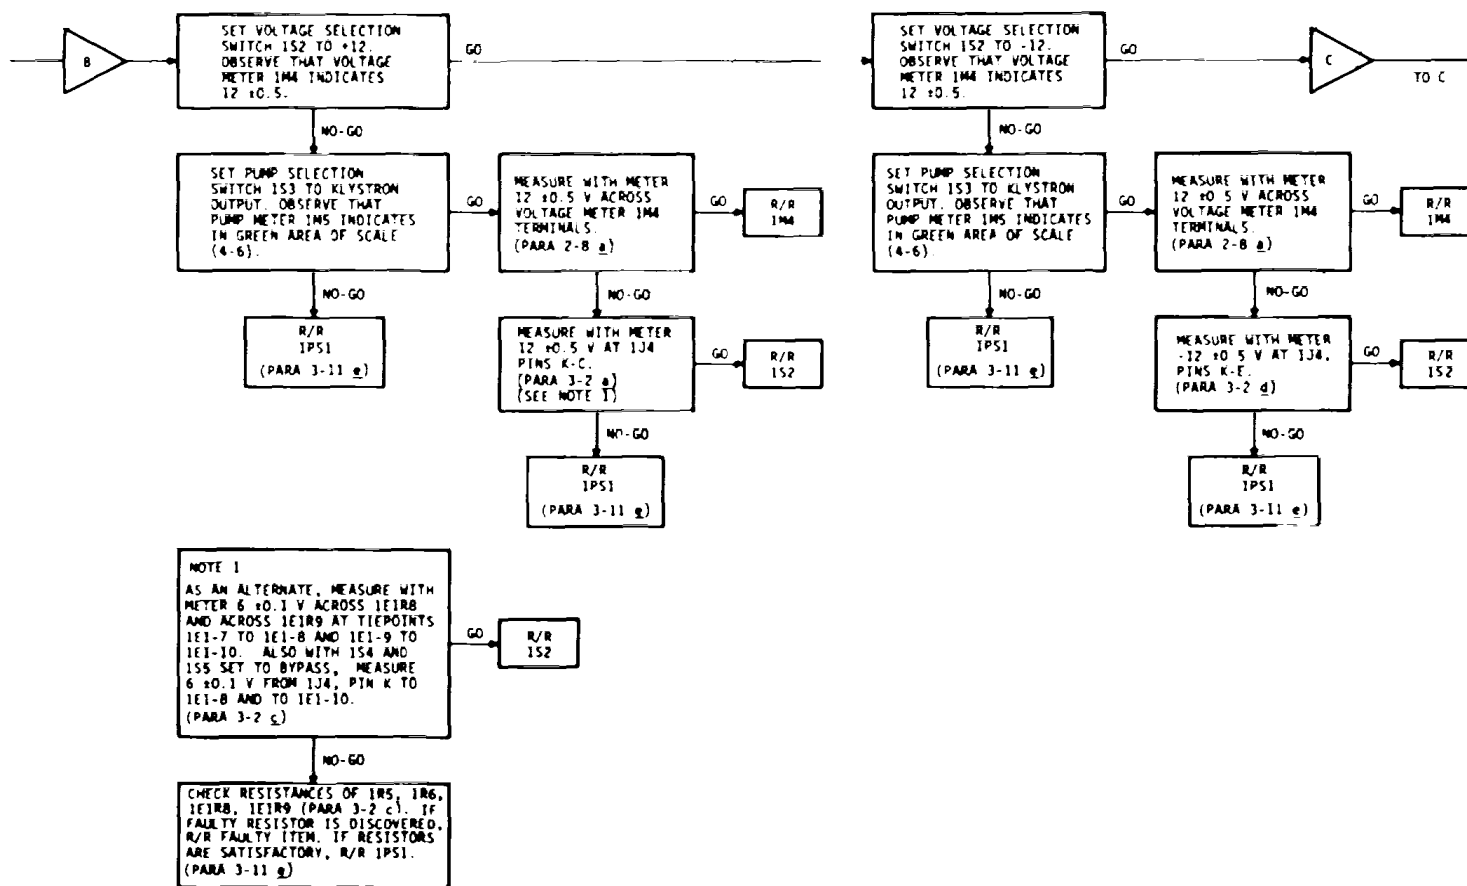 B
SET VOLTAGE SELECTION
SWITCH 1S2 TO +12.
OBSERVE THAT VOLTAGE
METER 1M4 INDICATES
12 ±0.5.
GO
NO-GO
SET PUMP SELECTION
SWITCH 1S3 TO KLYSTRON
OUTPUT. OBSERVE THAT
PUMP METER 1M5 INDICATES
IN GREEN AREA OF SCALE
(4-6).
GO
NO-GO
R/R
1PS1
(PARA 3-11 e)
MEASURE WITH METER
12 ±0.5 V ACROSS
VOLTAGE METER 1M4
TERMINALS.
(PARA 2-8 a)
GO
R/R
1M4
NO-GO
MEASURE WITH METER
12 ±0.5 V AT 1J4
PINS K-C.
(PARA 3-2 a)
(SEE NOTE 1)
GO
R/R
1S2
NO-GO
R/R
1PS1
(PARA 3-11 e)
SET VOLTAGE SELECTION
SWITCH 1S2 TO -12.
OBSERVE THAT VOLTAGE
METER 1M4 INDICATES
12 ±0.5.
GO
C
TO C
NO-GO
SET PUMP SELECTION
SWITCH 1S3 TO KLYSTRON
OUTPUT. OBSERVE THAT
PUMP METER 1M5 INDICATES
IN GREEN AREA OF SCALE
(4-6).
GO
NO-GO
R/R
1PS1
(PARA 3-11 e)
MEASURE WITH METER
12 ±0.5 V ACROSS
VOLTAGE METER 1M4
TERMINALS.
(PARA 2-8 a)
GO
R/R
1M4
NO-GO
MEASURE WITH METER
-12 ±0.5 V AT 1J4,
PINS K-E.
(PARA 3-2 d)
GO
R/R
1S2
NO-GO
R/R
1PS1
(PARA 3-11 e)
NOTE 1
AS AN ALTERNATE, MEASURE WITH
METER 6 ±0.1 V ACROSS 1E1R8
AND ACROSS 1E1R9 AT TIEPOINTS
1E1-7 TO 1E1-8 AND 1E1-9 TO
1E1-10. ALSO WITH 1S4 AND
1S5 SET TO BYPASS, MEASURE
6 ±0.1 V FROM 1J4, PIN K TO
1E1-8 AND TO 1E1-10.
(PARA 3-2 c)
GO
R/R
1S2
NO-GO
CHECK RESISTANCES OF 1R5, 1R6,
1E1R8, 1E1R9 (PARA 3-2 c). IF
FAULTY RESISTOR IS DISCOVERED,
R/R FAULTY ITEM. IF RESISTORS
ARE SATISFACTORY, R/R 1PS1.
(PARA 3-11 e)